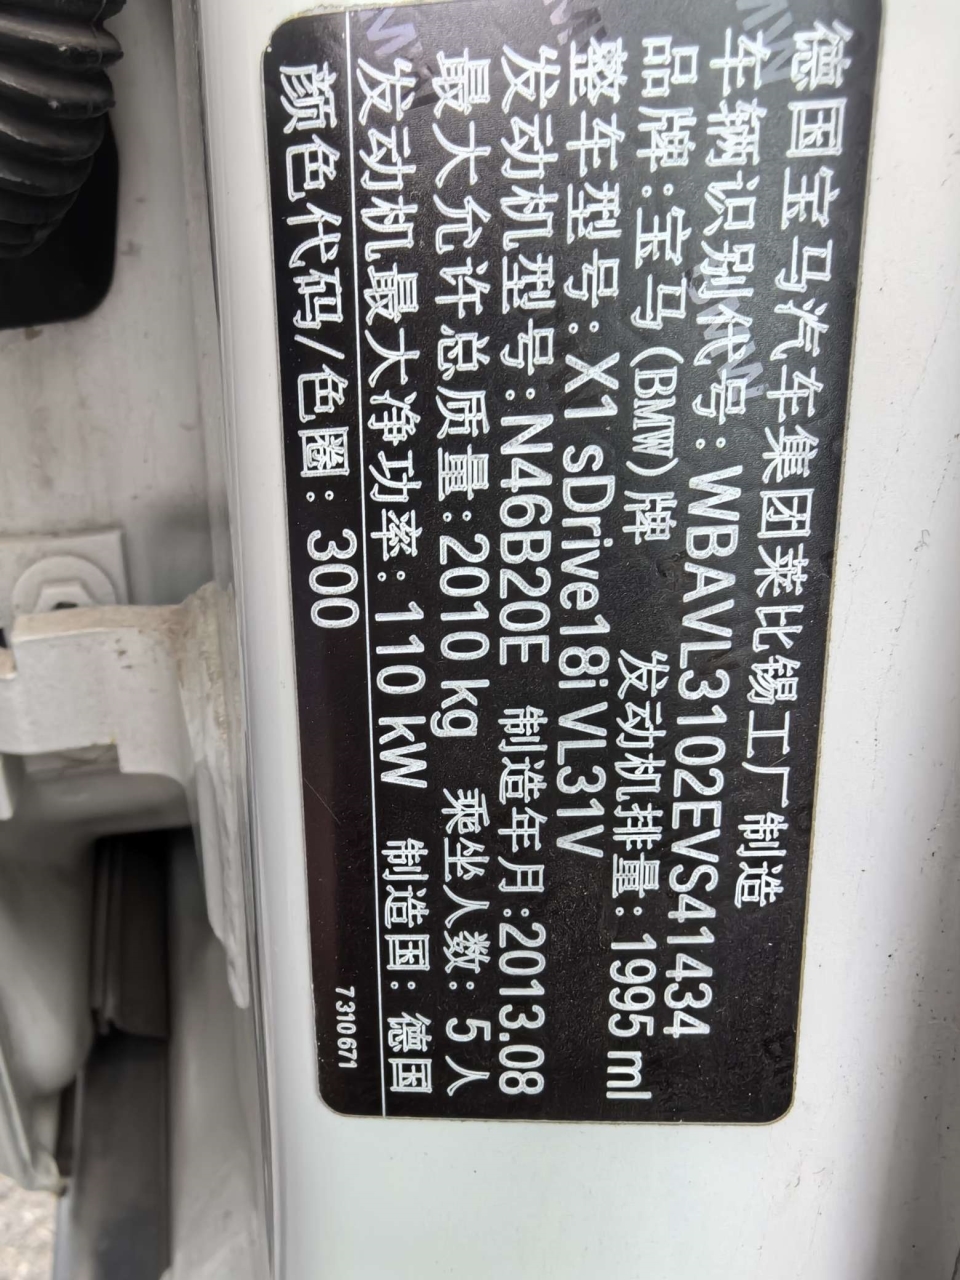 德国宝马汽车集团莱比锡工厂制造
车辆识别代号：WBAVL3102EVS41434
品牌：宝马(BMW)牌 发动机排量：1995 ml
整车型号：X1 sDrive18i VL31V
发动机型号：N46B20E 制造年月:2013.08
最大允许总质量：2010 kg 乘坐人数：5 人
发动机最大净功率：110 kW 制造国：德国
颜色代码/色圈：300
7310671